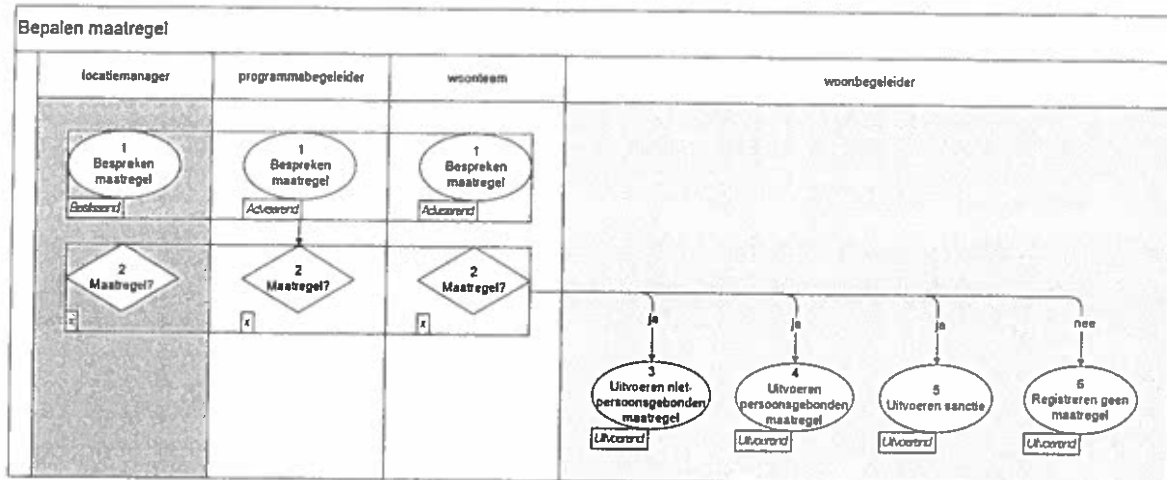 Bepalen maatregel
locatiemanager
programmabegeleider
woonteam
woonbegeleider
1
Bespreken
maatregel
Beslissend
1
Bespreken
maatregel
Adviserend
1
Bespreken
maatregel
Adviserend
2
Maatregel?
x
2
Maatregel?
x
2
Maatregel?
x
ja
ja
ja
nee
3
Uitvoeren niet-
persoonsgebonden
maatregel
Uitvoerend
4
Uitvoeren
persoonsgebonden
maatregel
Uitvoerend
5
Uitvoeren sanctie
Uitvoerend
6
Registreren geen
maatregel
Uitvoerend